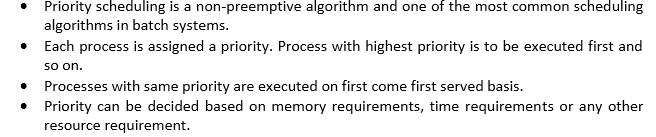 • Priority scheduling is a non-preemptive algorithm and one of the most common scheduling
algorithms in batch systems.
• Each process is assigned a priority. Process with highest priority is to be executed first and
so on.
• Processes with same priority are executed on first come first served basis.
• Priority can be decided based on memory requirements, time requirements or any other
resource requirement.